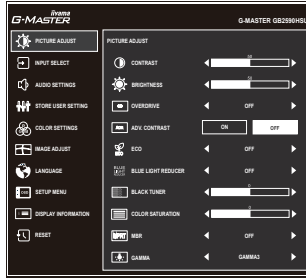 iiyama
G-MASTER
G-MASTER GB2590HSU
PICTURE ADJUST
INPUT SELECT
AUDIO SETTINGS
STORE USER SETTING
COLOR SETTINGS
IMAGE ADJUST
LANGUAGE
SETUP MENU
DISPLAY INFORMATION
RESET
PICTURE ADJUST
CONTRAST
BRIGHTNESS
OVERDRIVE OFF
ADV. CONTRAST ON OFF
ECO OFF
BLUE LIGHT REDUCER OFF
BLACK TUNER 0
COLOR SATURATION 0
MBR OFF
GAMMA GAMMA3